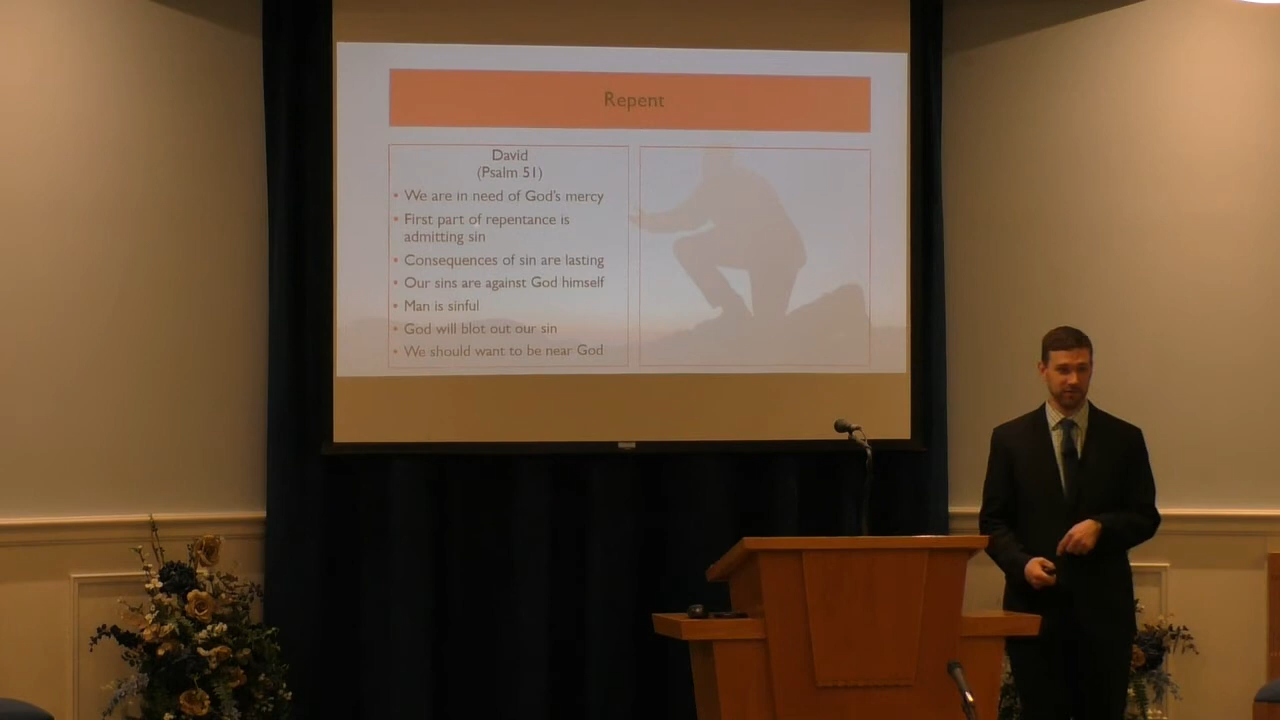 Repent
David
(Psalm 51)
• We are in need of God's mercy
• First part of repentance is
admitting sin
• Consequences of sin are lasting
• Our sins are against God himself
• Man is sinful
• God will blot out our sin
• We should want to be near God